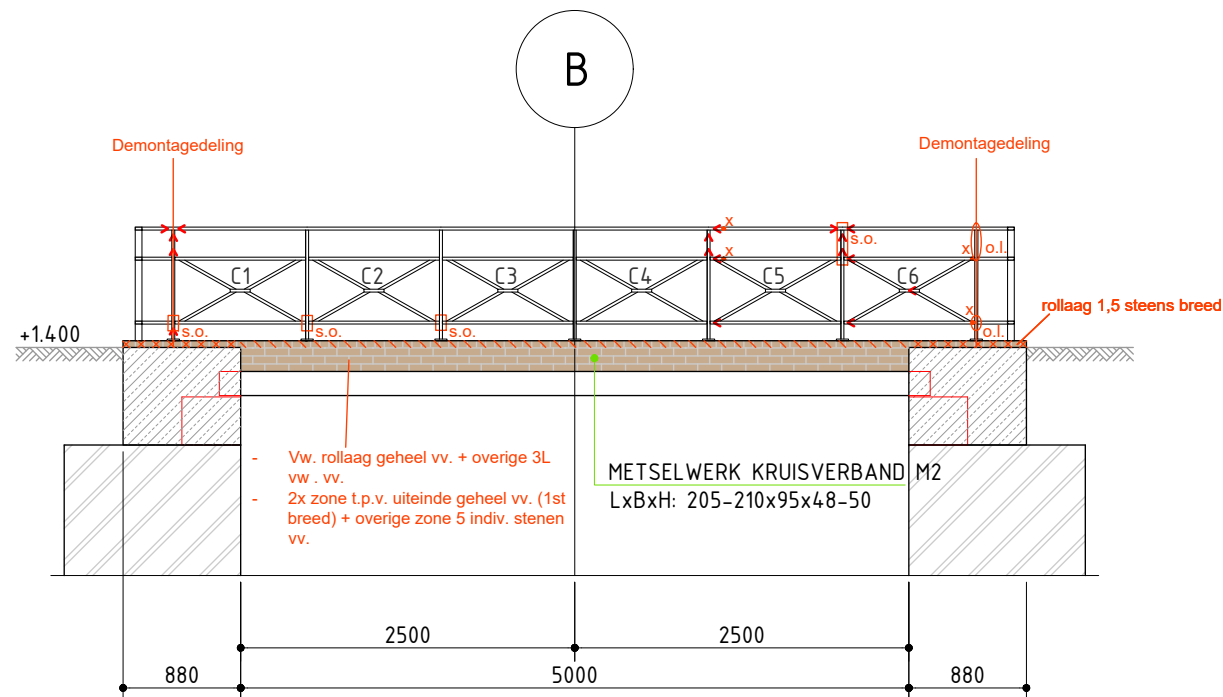 B
Demontagedeling
Demontagedeling
x
s.o.
x
x
o.l.
C1
C2
C3
C4
C5
C6
rollaag 1,5 steens breed
x
+1.400
s.o.
s.o.
s.o.
o.l.
- Vw. rollaag geheel vv. + overige 3L
vw . vv.
- 2x zone t.p.v. uiteinde geheel vv. (1st
breed) + overige zone 5 indiv. stenen
vv.
METSELWERK KRUISVERBAND M2
LxBxH: 205-210x95x48-50
2500
2500
880
5000
880